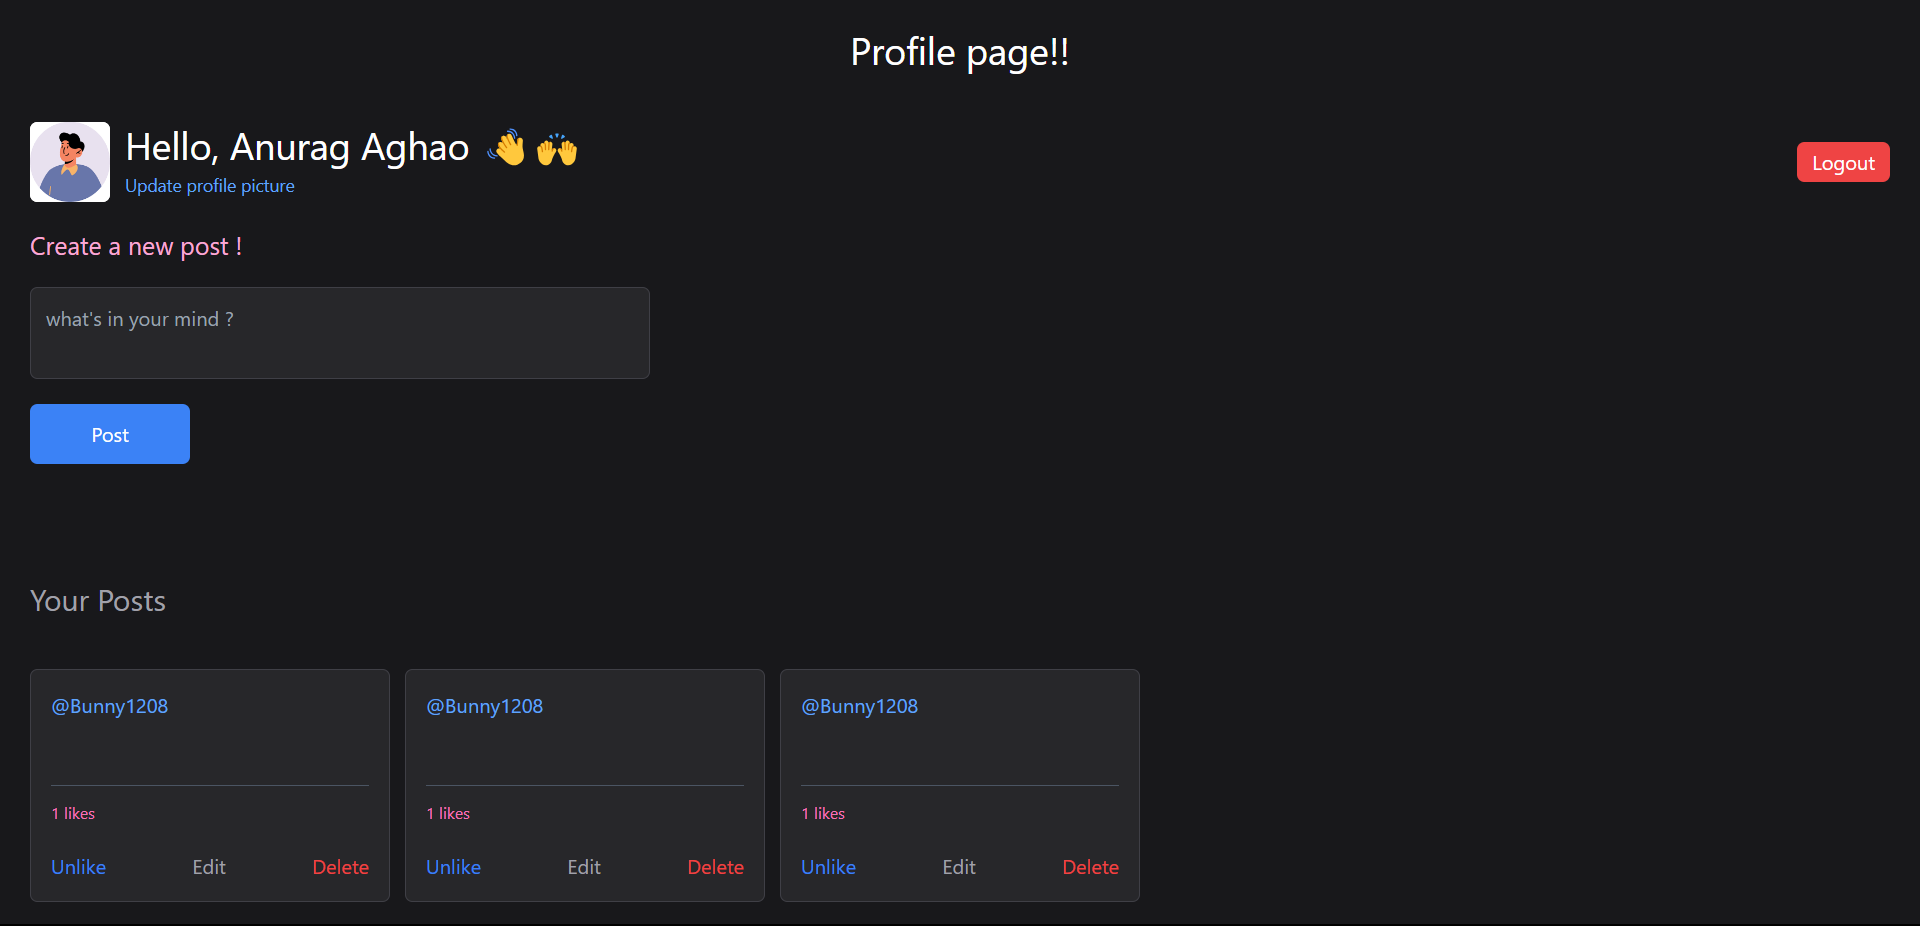 Profile page!!
Hello, Anurag Aghao 👋 🙌
Update profile picture
Logout
Create a new post !
what's in your mind ?
Post
Your Posts
@Bunny1208
1 likes
Unlike Edit Delete
@Bunny1208
1 likes
Unlike Edit Delete
@Bunny1208
1 likes
Unlike Edit Delete